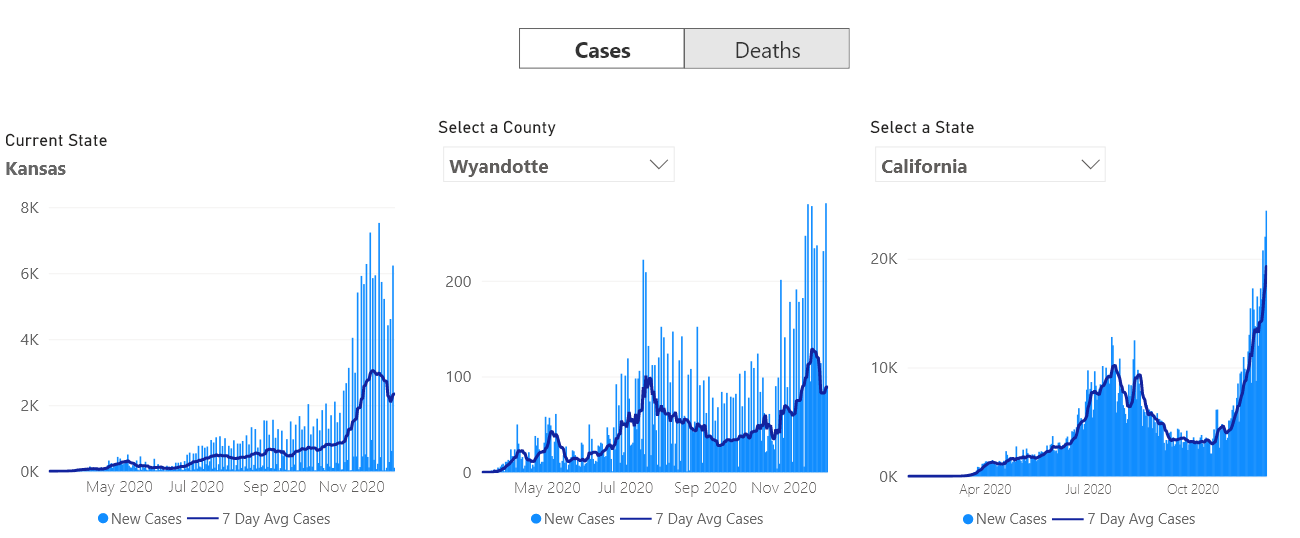 Cases Deaths
Current State
Kansas
8K
6K
4K
2K
0K
May 2020 Jul 2020 Sep 2020 Nov 2020
New Cases 7 Day Avg Cases
Select a County
Wyandotte
200
100
0
May 2020 Jul 2020 Sep 2020 Nov 2020
New Cases 7 Day Avg Cases
Select a State
California
20K
10K
0K
Apr 2020 Jul 2020 Oct 2020
New Cases 7 Day Avg Cases